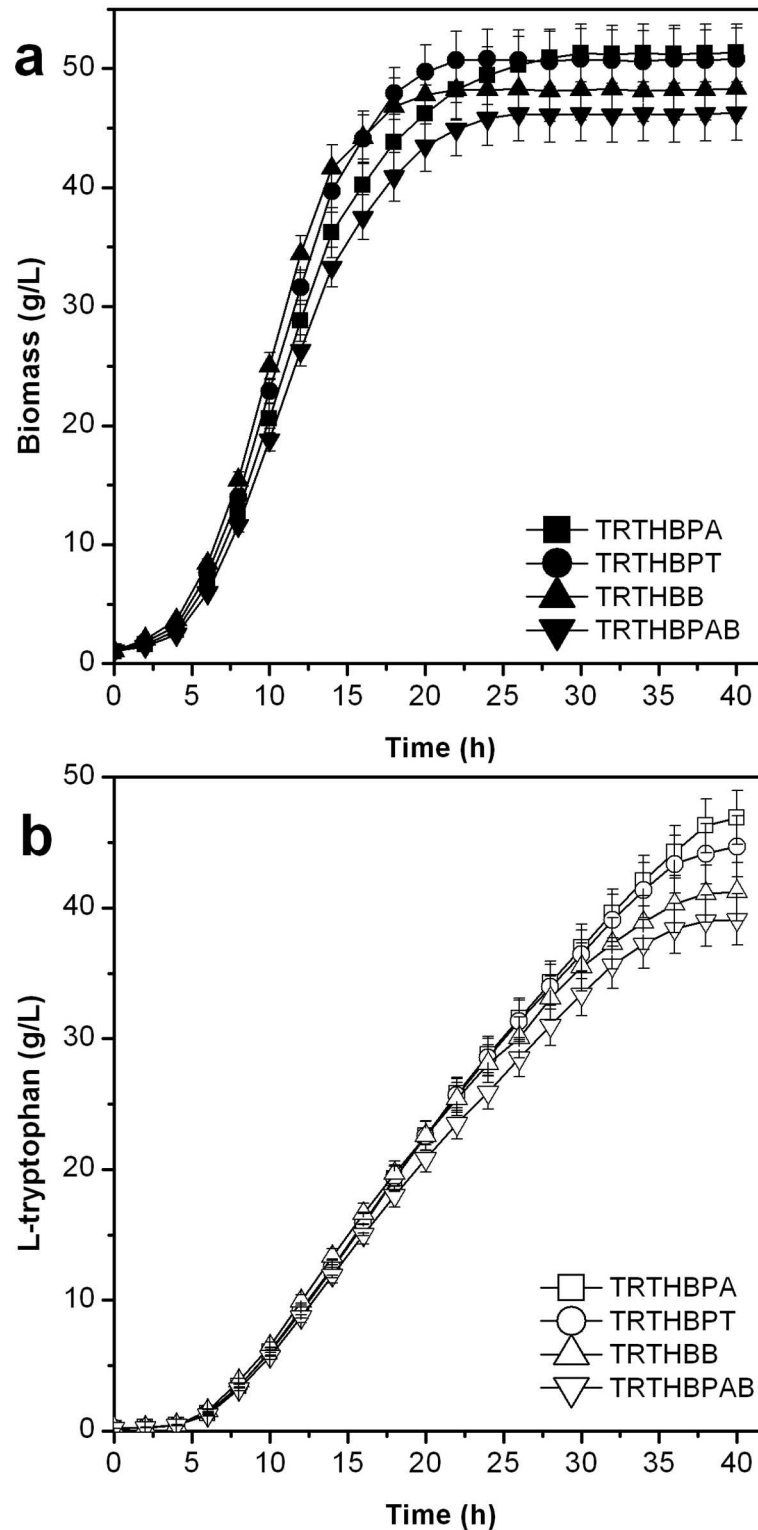 a
50
40
30
20
10
0
Biomass (g/L)
TRTHBPA
TRTHBPT
TRTHBB
TRTHBPAB
0 5 10 15 20 25 30 35 40
Time (h)
b
50
40
30
20
10
0
L-tryptophan (g/L)
TRTHBPA
TRTHBPT
TRTHBB
TRTHBPAB
0 5 10 15 20 25 30 35 40
Time (h)